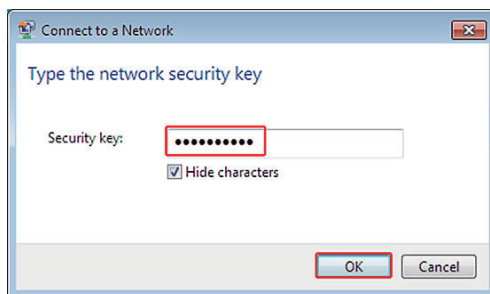 Connect to a Network
Type the network security key
Security key: ••••••••••
Hide characters
OK Cancel